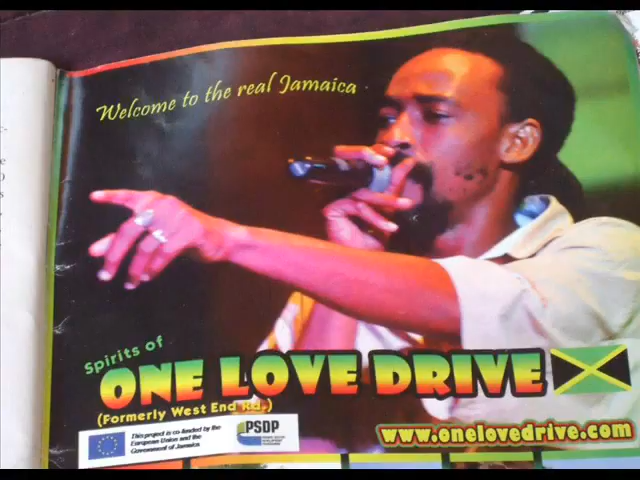 Welcome to the real Jamaica
Spirits of
ONE LOVE DRIVE
(Formerly West End Rd.)
This project is co-funded by the
European Union and the
Government of Jamaica
PSDP
www.onelovedrive.com